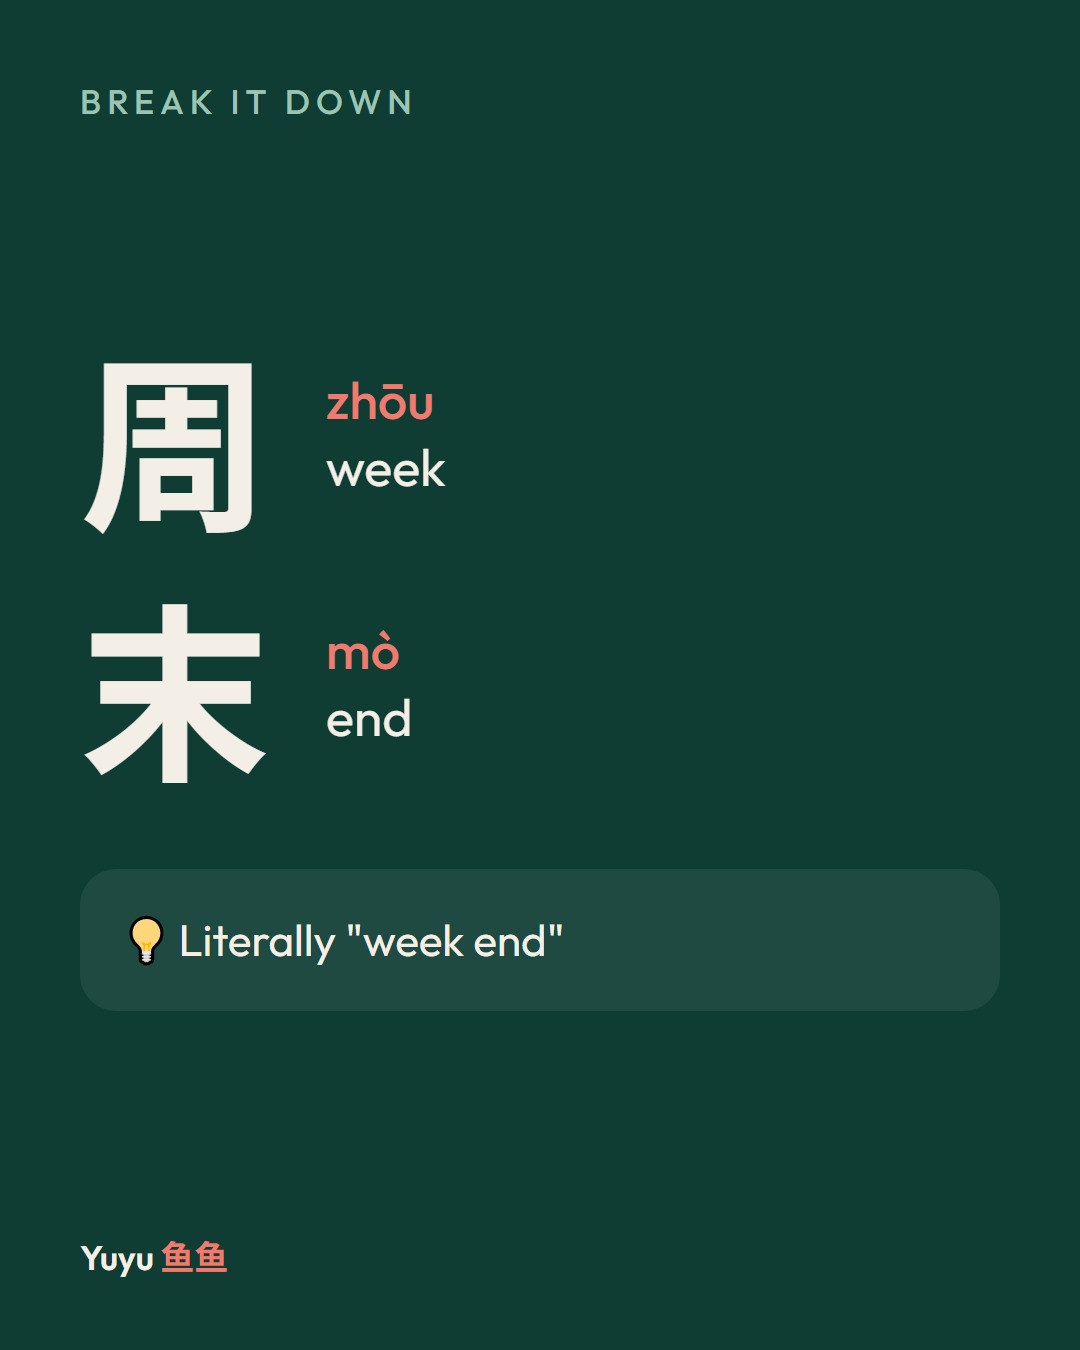 BREAK IT DOWN
周
zhōu
week
末
mò
end
💡 Literally "week end"
Yuyu 鱼鱼